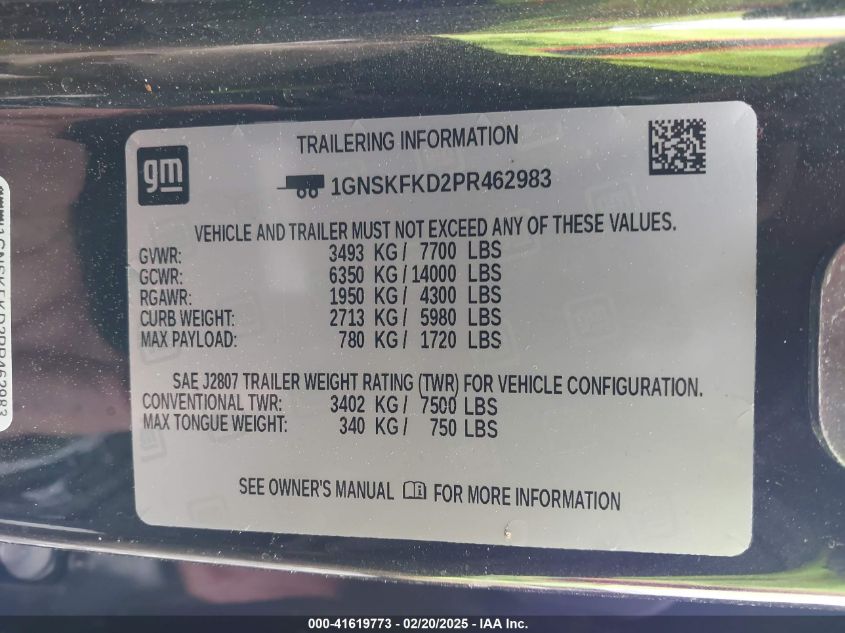 TRAILERING INFORMATION
gm
1GNSKFKD2PR462983
VEHICLE AND TRAILER MUST NOT EXCEED ANY OF THESE VALUES.
GVWR: 3493 KG / 7700 LBS
GCWR: 6350 KG / 14000 LBS
RGAWR: 1950 KG / 4300 LBS
CURB WEIGHT: 2713 KG / 5980 LBS
MAX PAYLOAD: 780 KG / 1720 LBS
SAE J2807 TRAILER WEIGHT RATING (TWR) FOR VEHICLE CONFIGURATION.
CONVENTIONAL TWR: 3402 KG / 7500 LBS
MAX TONGUE WEIGHT: 340 KG / 750 LBS
SEE OWNER'S MANUAL FOR MORE INFORMATION
1GNSKFKD2PR462983
000-41619773 - 02/20/2025 - IAA, Inc.